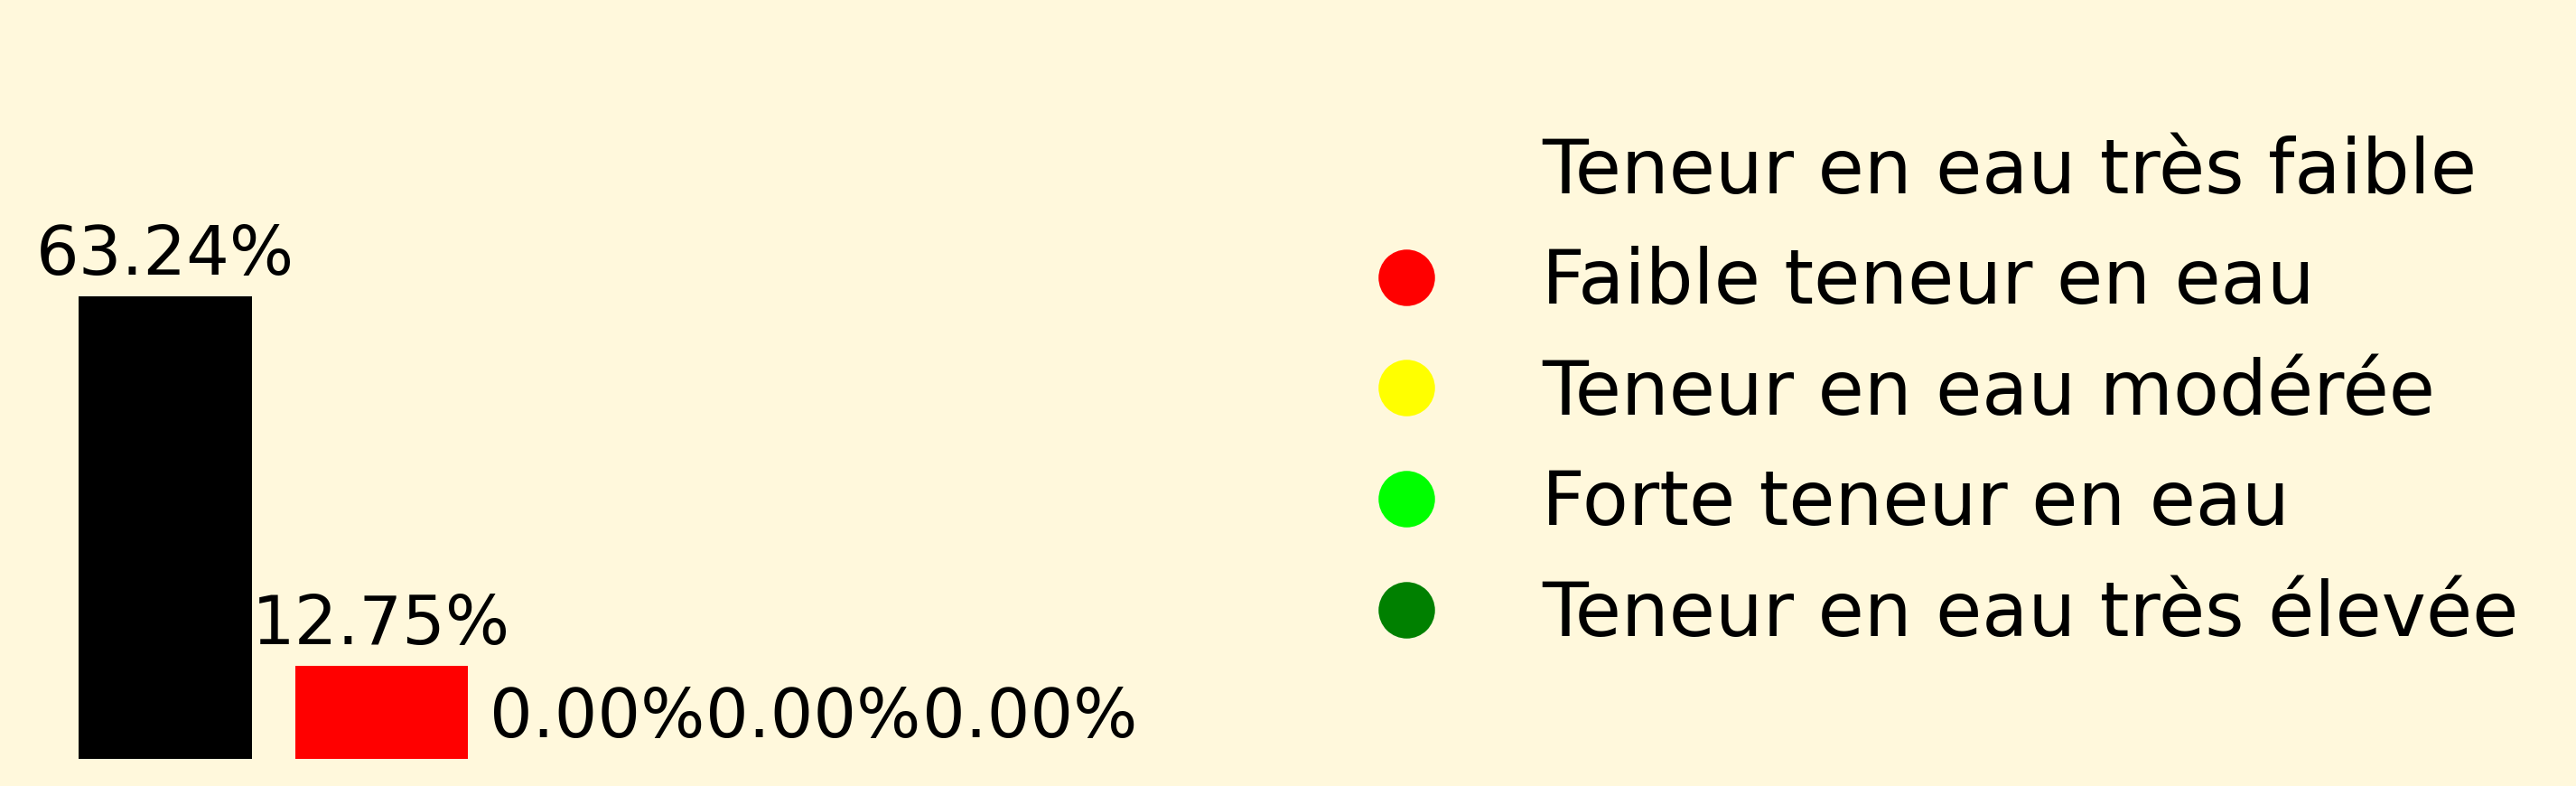 63.24%
12.75%
0.00%0.00%0.00%
Teneur en eau très faible
Faible teneur en eau
Teneur en eau modérée
Forte teneur en eau
Teneur en eau très élevée